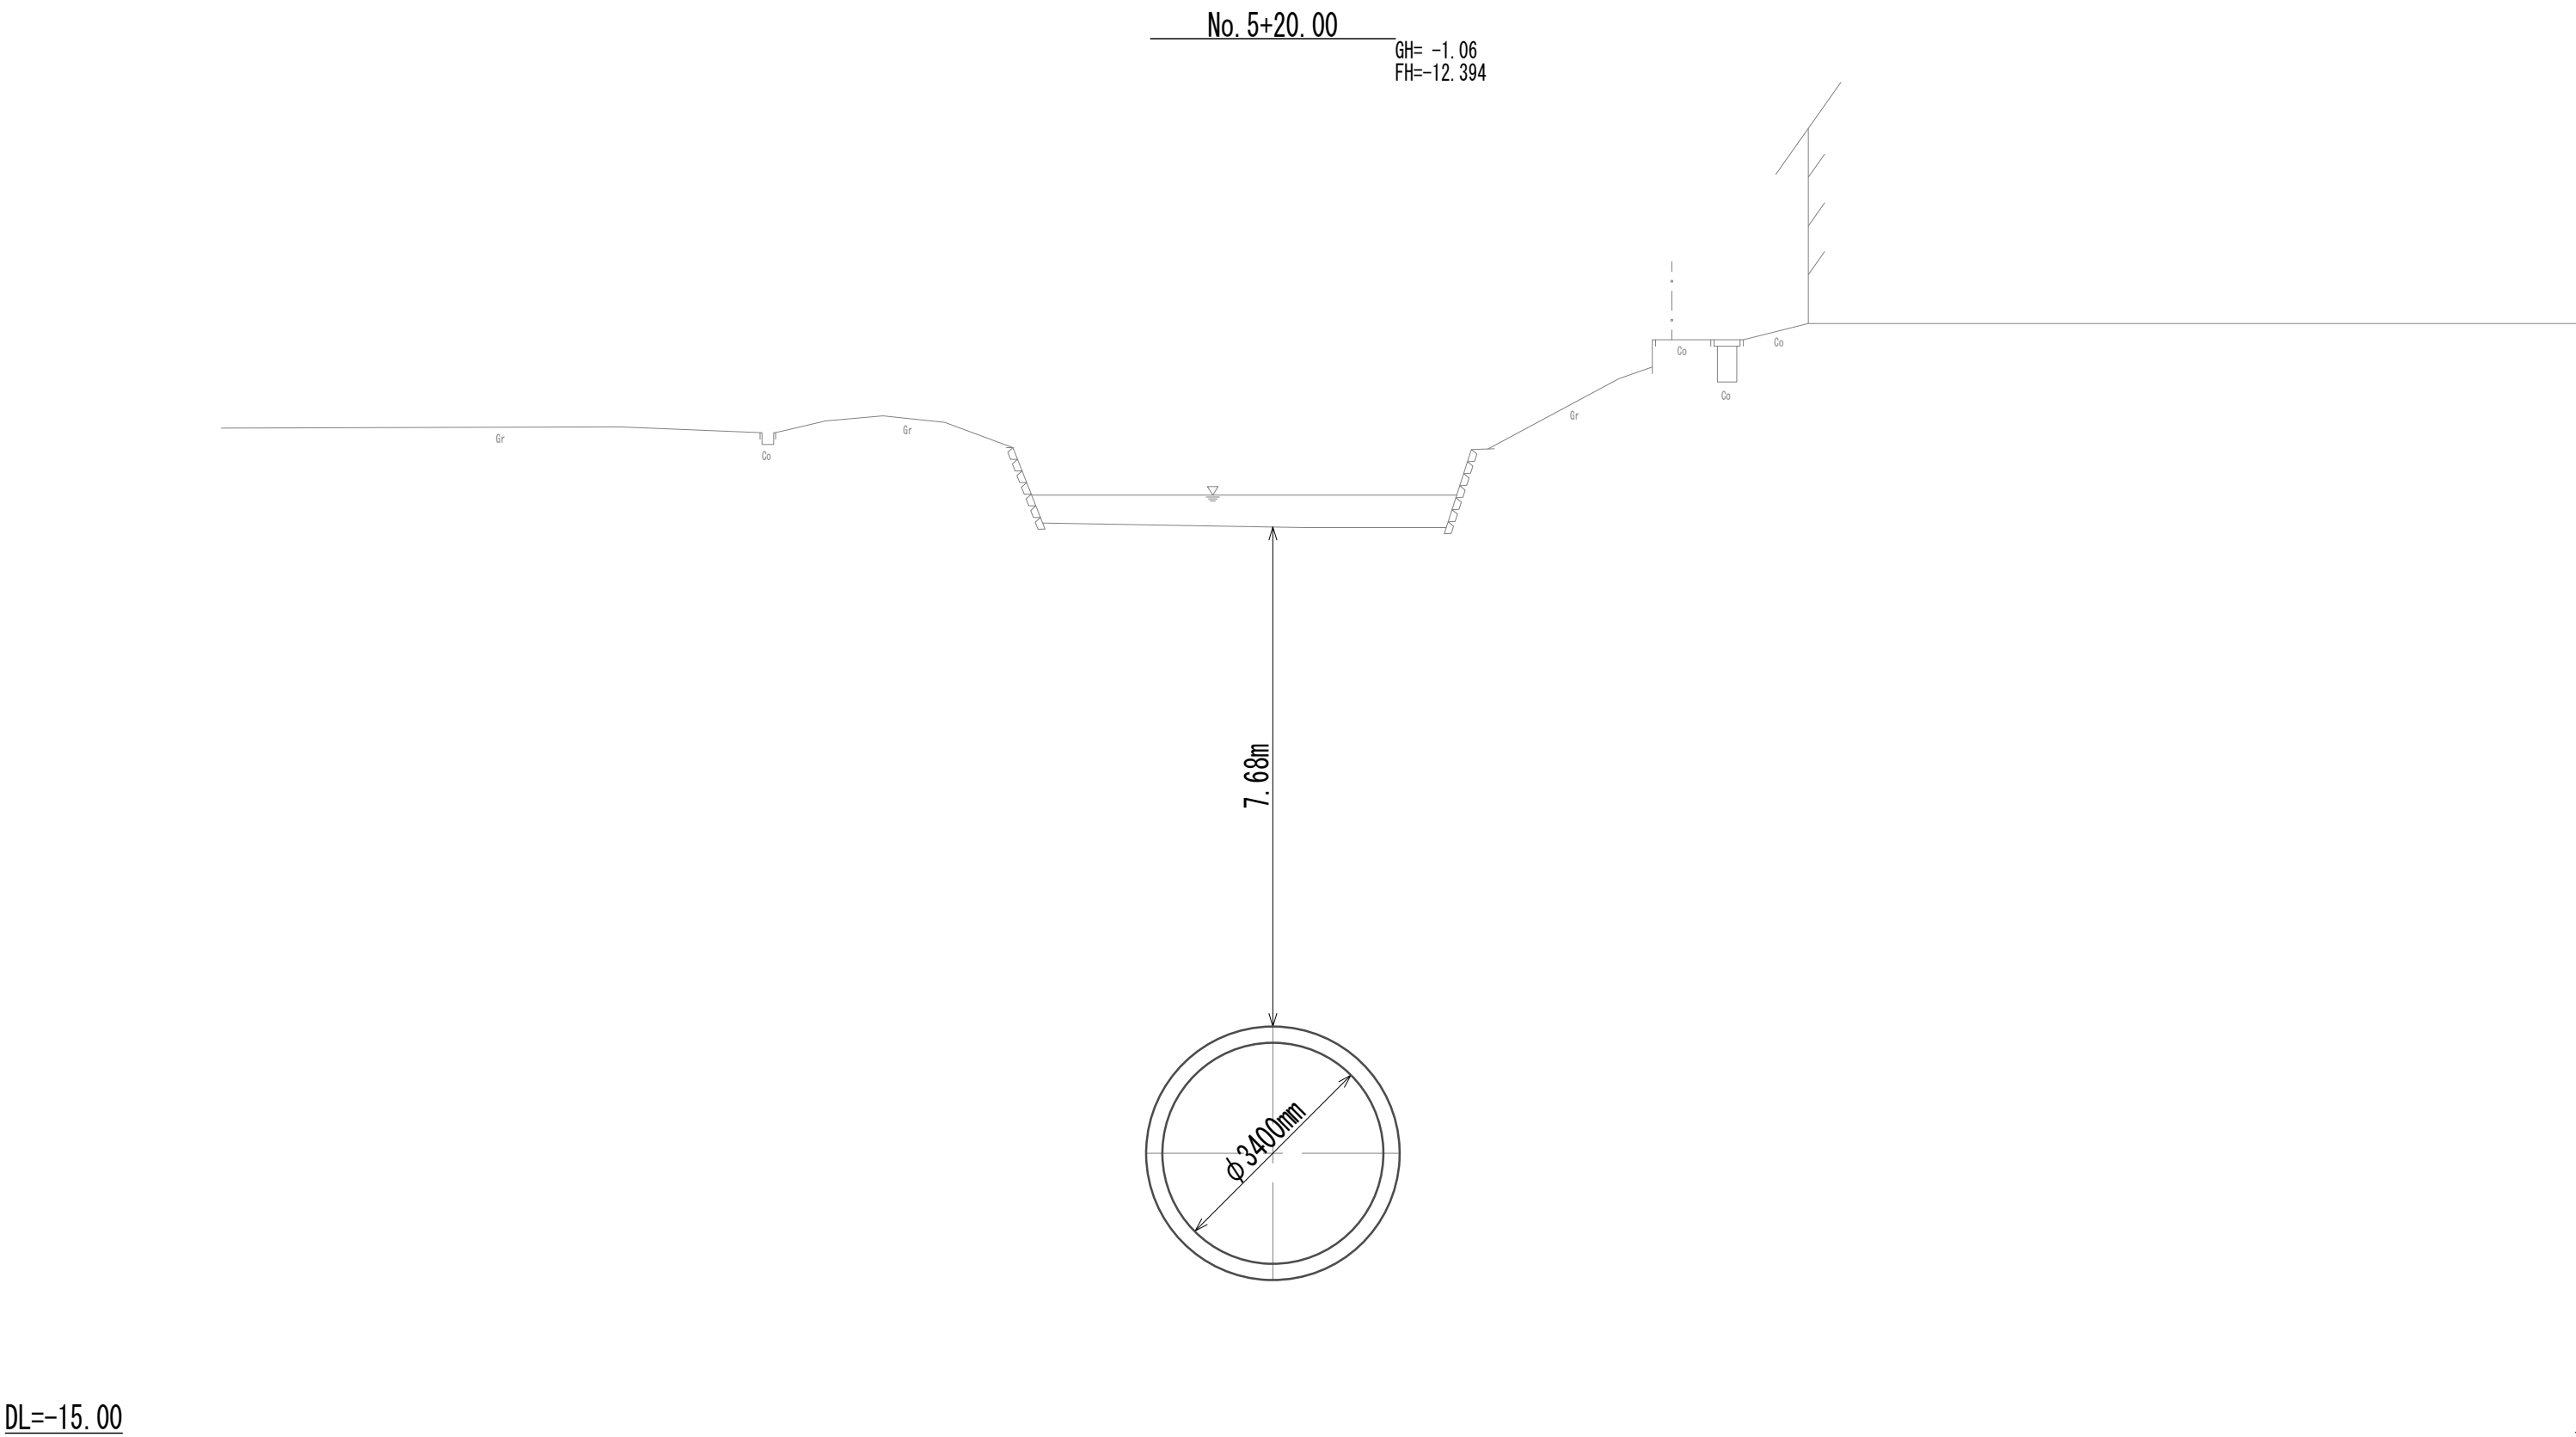 No.5+20.00
GH= -1.06
FH=-12.394
Co
Co
Co
Gr
Gr
Gr
Co
7.68m
φ3400mm
DL=-15.00